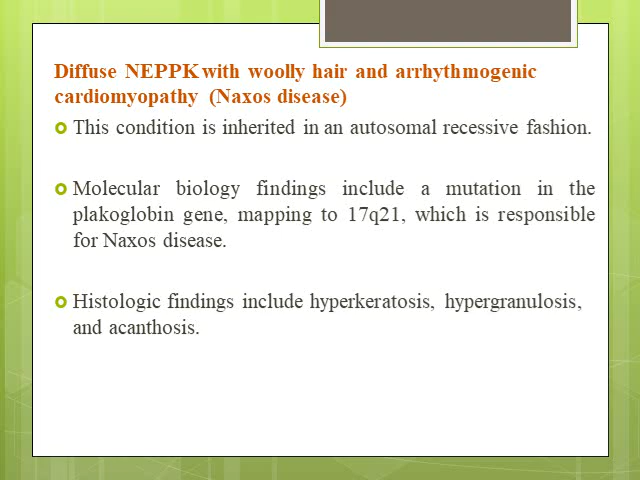 Diffuse NEPPK with woolly hair and arrhythmogenic
cardiomyopathy (Naxos disease)
This condition is inherited in an autosomal recessive fashion.
Molecular biology findings include a mutation in the
plakoglobin gene, mapping to 17q21, which is responsible
for Naxos disease.
Histologic findings include hyperkeratosis, hypergranulosis,
and acanthosis.